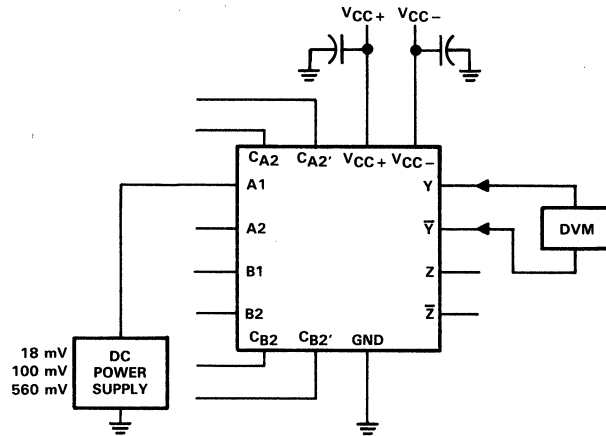 VCC+ VCC−
CA2 CA2' VCC+ VCC−
A1 Y
A2 Y̅
DVM
B1 Z
B2 Z̅
CB2 CB2' GND
18 mV
100 mV
560 mV
DC
POWER
SUPPLY